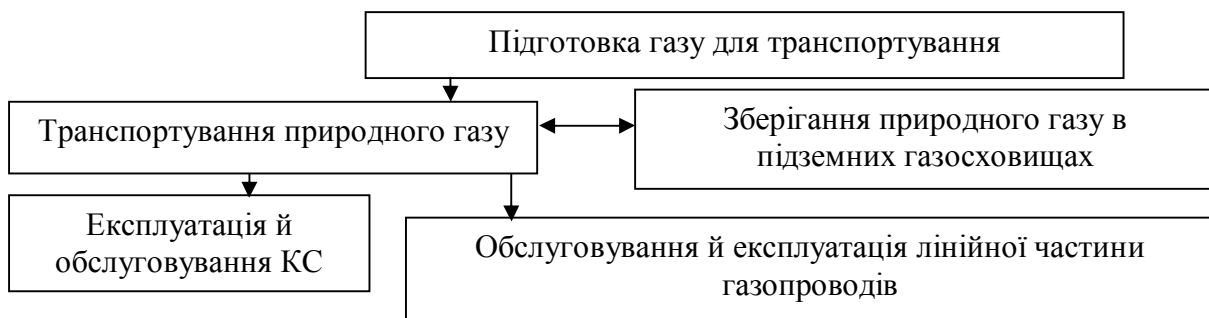 Підготовка газу для транспортування
Транспортування природного газу
Зберігання природного газу в
підземних газосховищах
Експлуатація й
обслуговування КС
Обслуговування й експлуатація лінійної частини
газопроводів